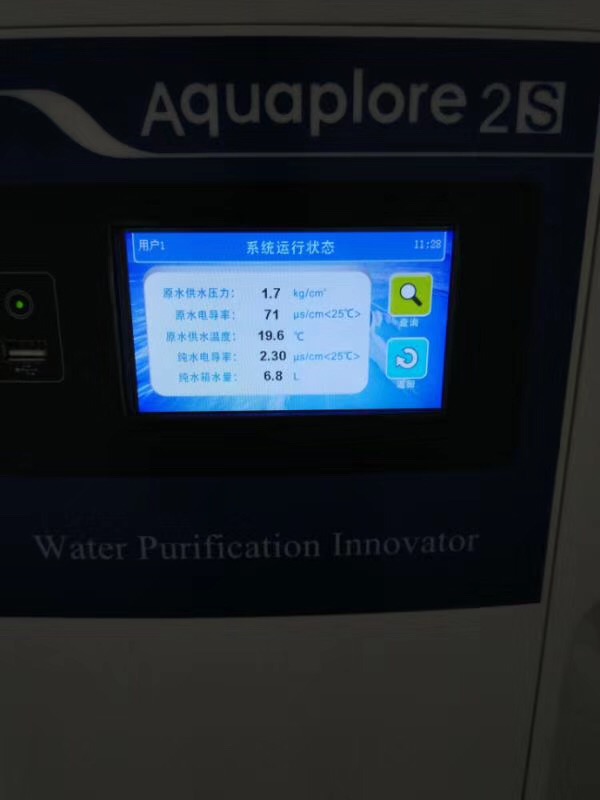 Aquaplore 2S
用户1 系统运行状态 11:28
原水供水压力: 1.7 kg/cm²
原水电导率: 71 μs/cm<25℃>
原水供水温度: 19.6 ℃
纯水电导率: 2.30 μs/cm<25℃>
纯水箱水量: 6.8 L
查询
返回
Water Purification Innovator